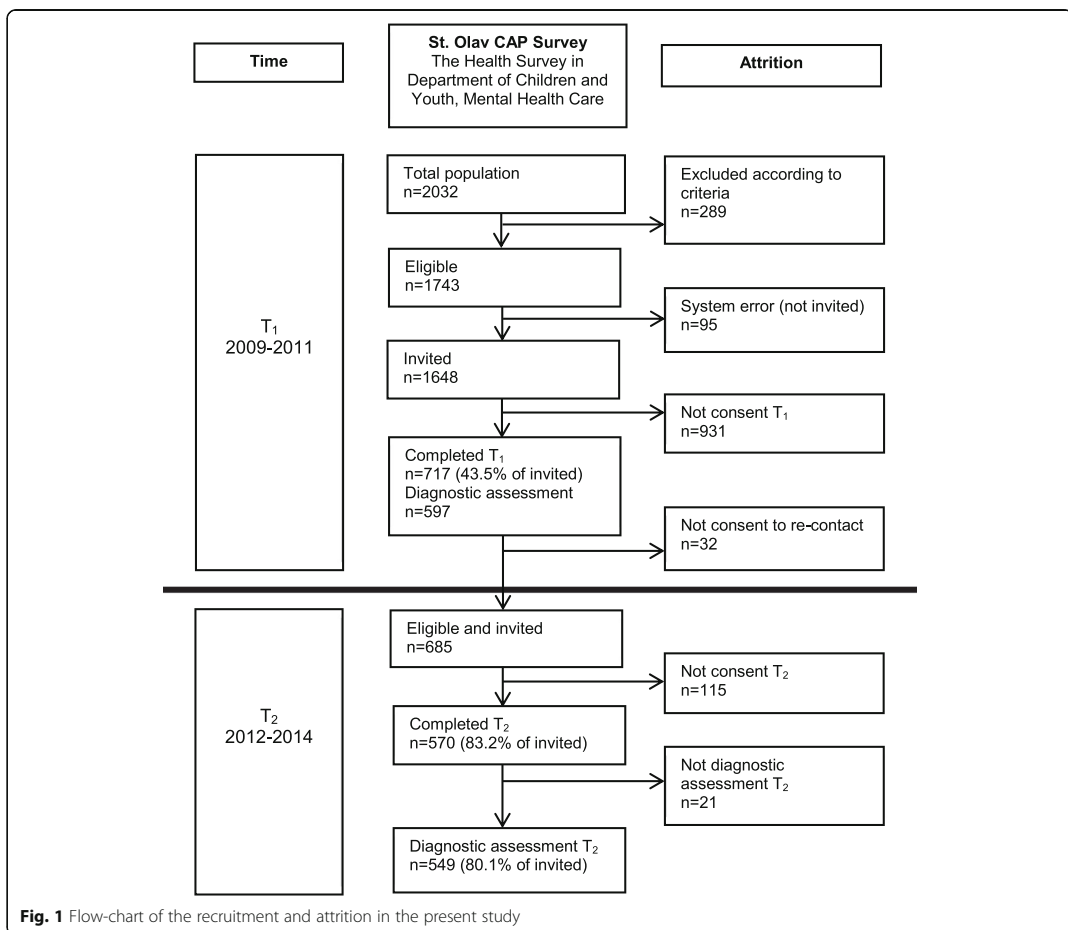 Time
St. Olav CAP Survey
The Health Survey in
Department of Children and
Youth, Mental Health Care
Attrition
T₁
2009-2011
Total population
n=2032
Excluded according to
criteria
n=289
Eligible
n=1743
System error (not invited)
n=95
Invited
n=1648
Not consent T₁
n=931
Completed T₁
n=717 (43.5% of invited)
Diagnostic assessment
n=597
Not consent to re-contact
n=32
T₂
2012-2014
Eligible and invited
n=685
Not consent T₂
n=115
Completed T₂
n=570 (83.2% of invited)
Not diagnostic
assessment T₂
n=21
Diagnostic assessment T₂
n=549 (80.1% of invited)
Fig. 1 Flow-chart of the recruitment and attrition in the present study